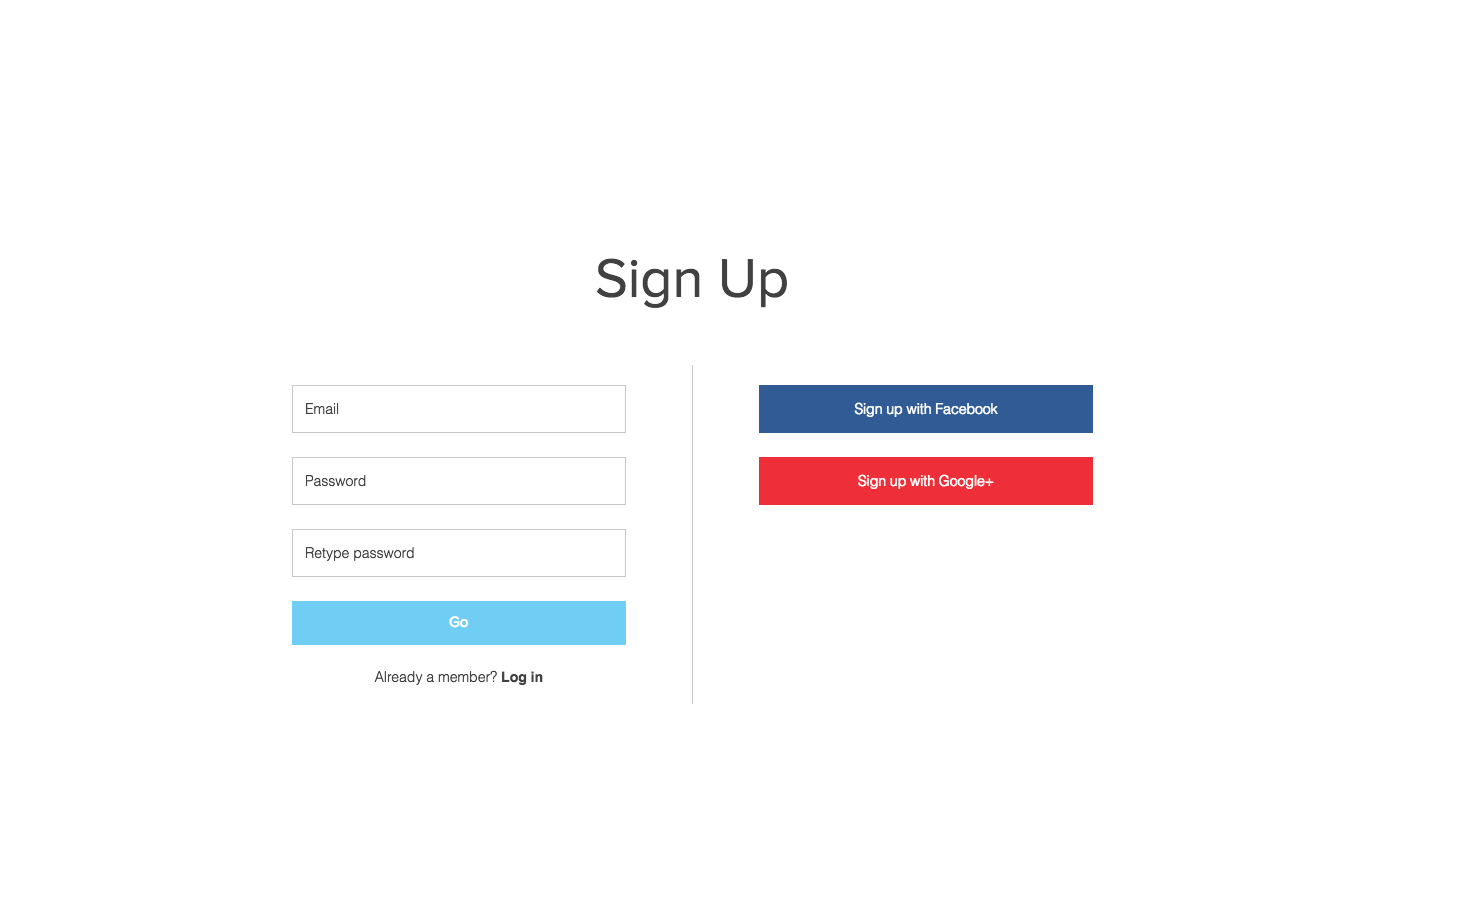 Sign Up
Email
Password
Retype password
Go
Already a member? Log in
Sign up with Facebook
Sign up with Google+